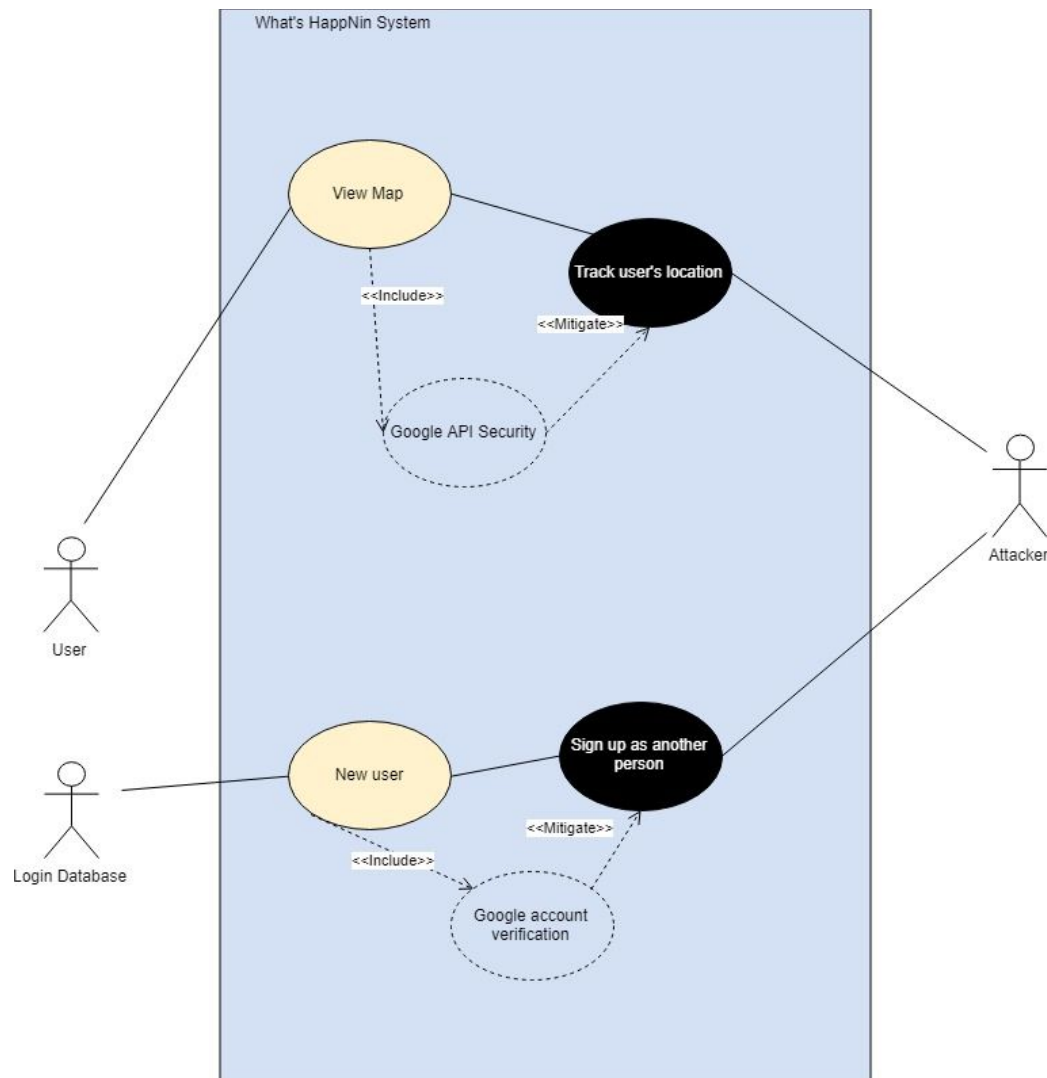 What's HappNin System
View Map
Track user's location
<<Include>>
<<Mitigate>>
Google API Security
Attacker
User
New user
Sign up as another
person
Login Database
<<Mitigate>>
<<Include>>
Google account
verification